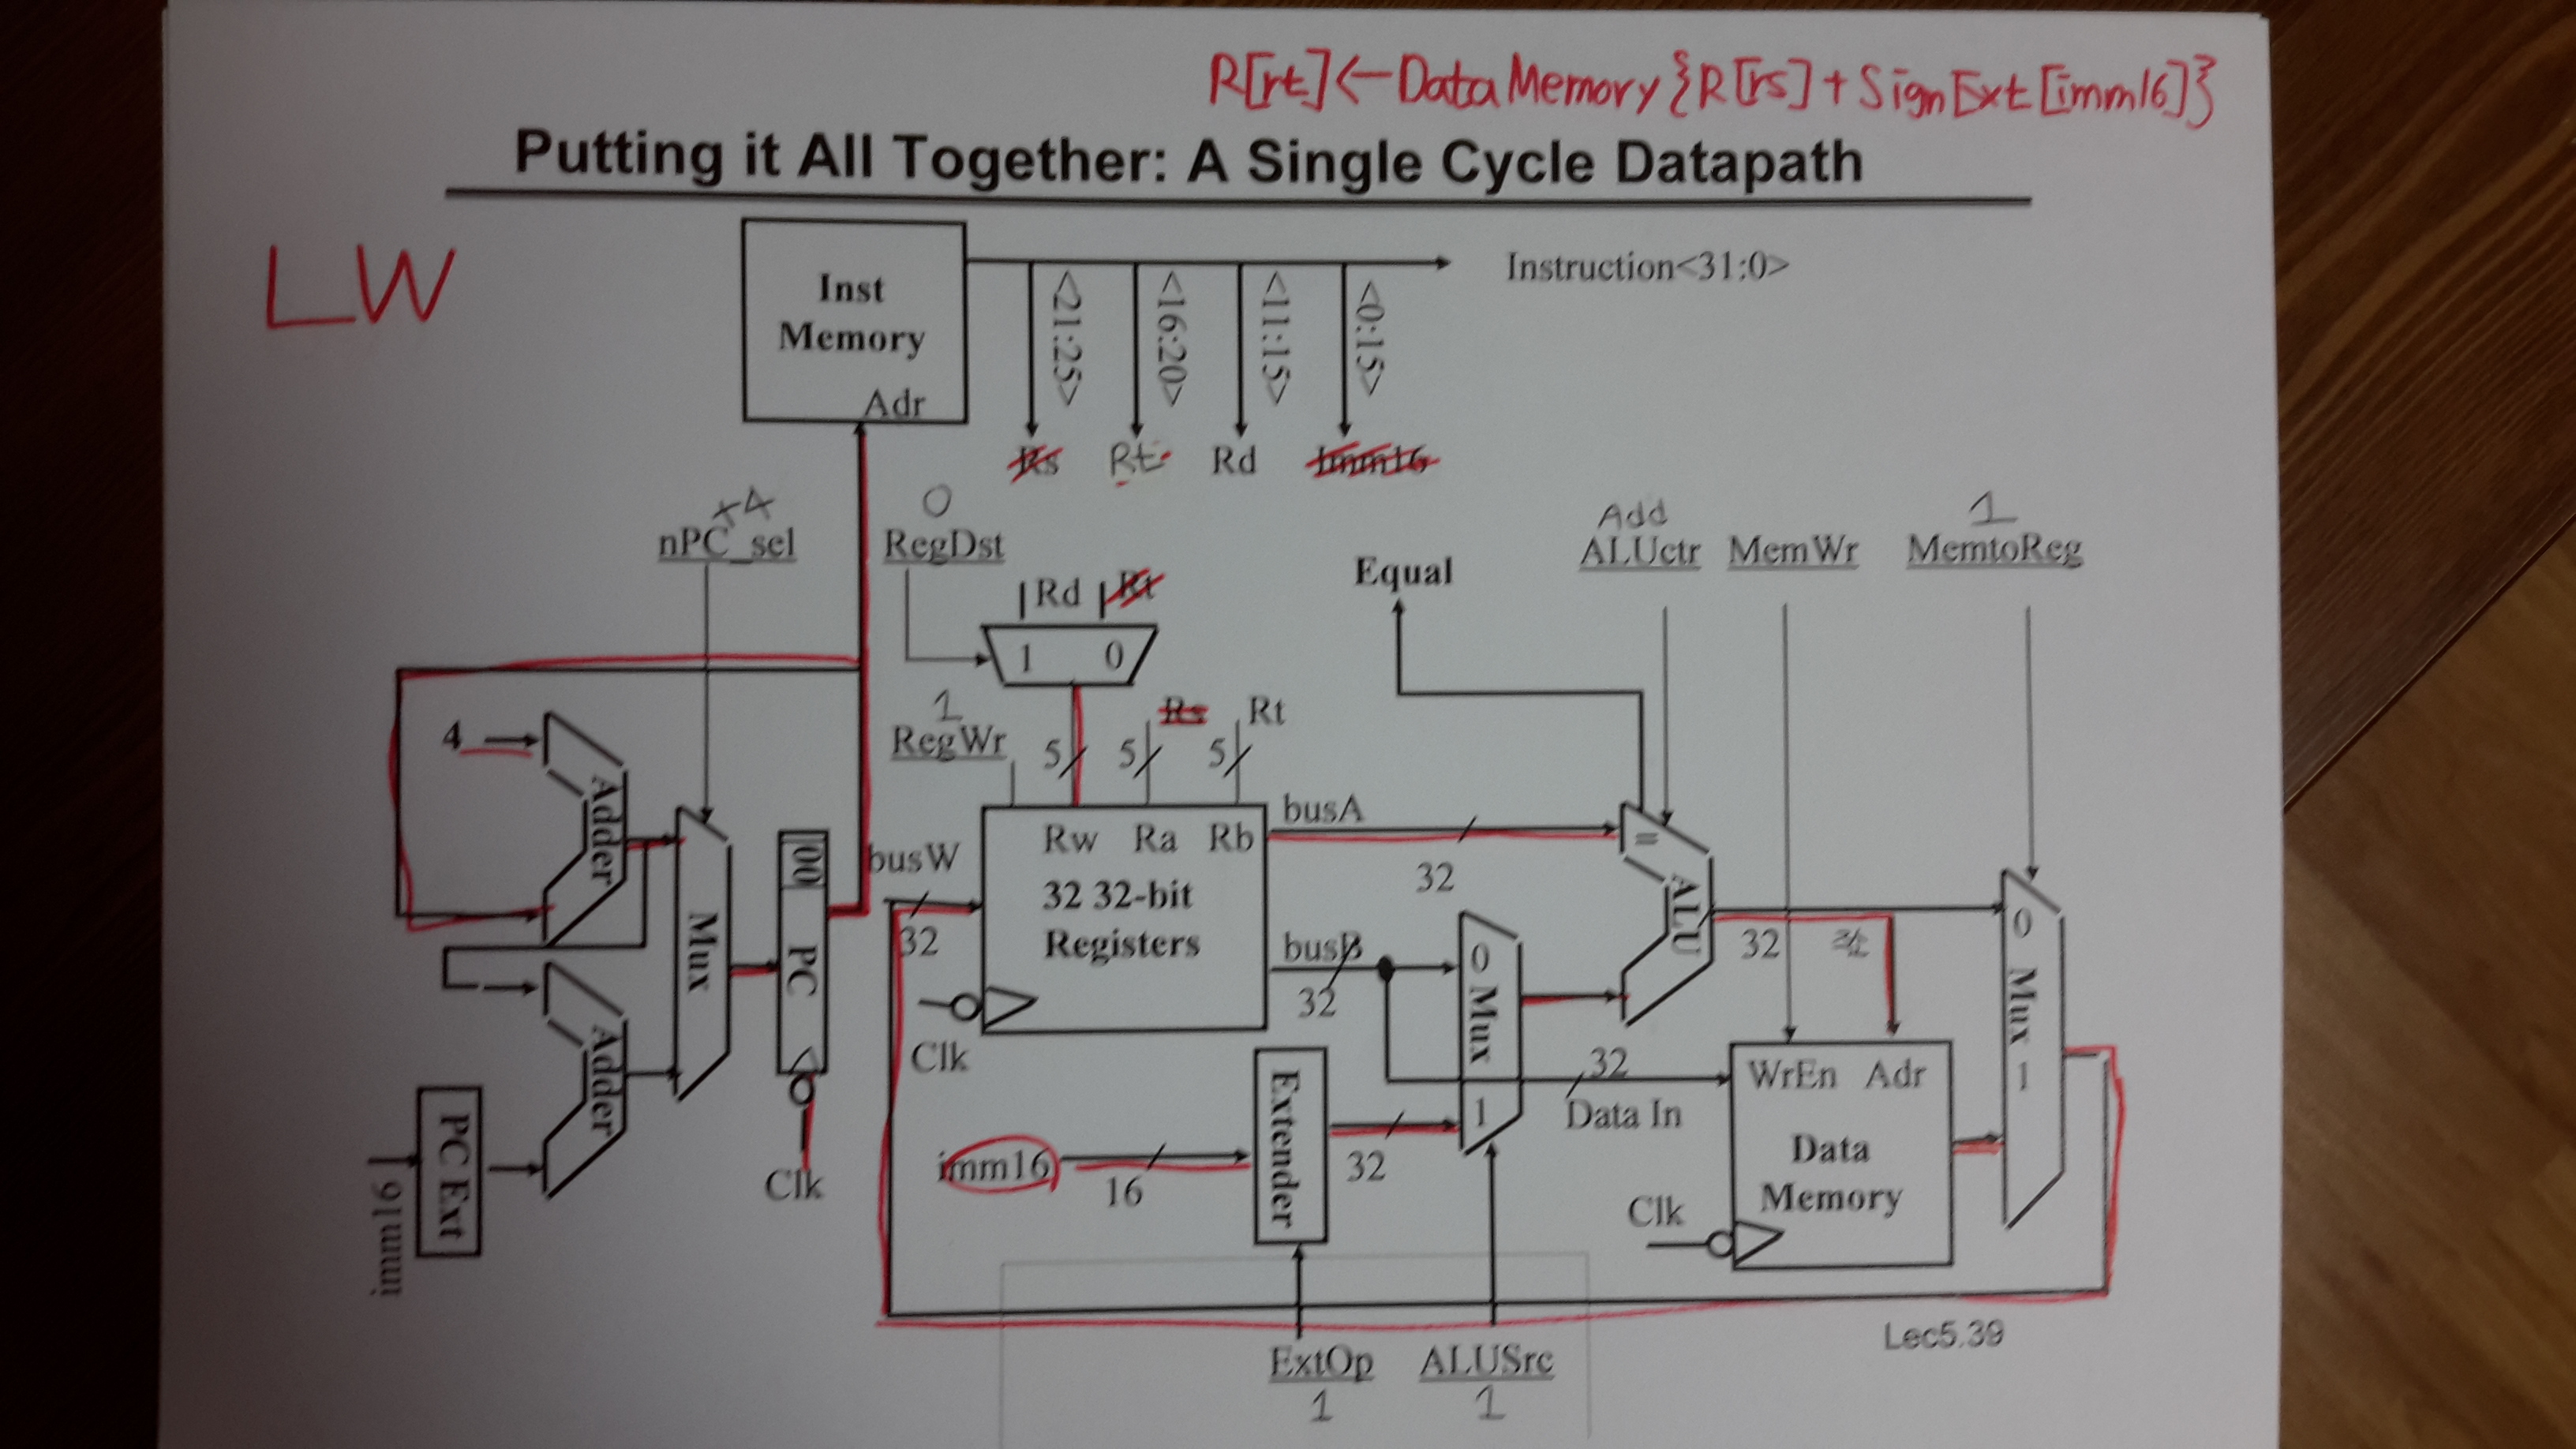 R[rt]<—DataMemory{R[rs]+SignExt[imm16]}
Putting it All Together: A Single Cycle Datapath
LW
Inst
Memory
Adr
Instruction<31:0>
<21:25>
<16:20>
<11:15>
<0:15>
Rs
Rt
Rd
Imm16
+4
nPC_sel
0
RegDst
Rd
Rt
1 0
Equal
Add
ALUctr
MemWr
1
MemtoReg
1
RegWr
5
5
5
Rs
Rt
4
Adder
Adder
Mux
00
PC
Clk
PC Ext
imm16
busW
32
Rw Ra Rb
32 32-bit
Registers
Clk
busA
32
busB
32
0 Mux 1
imm16
16
Extender
32
=
ALU
32
32
Data In
WrEn Adr
Data
Memory
Clk
0 Mux 1
ExtOp
1
ALUSrc
1
Lec5.39